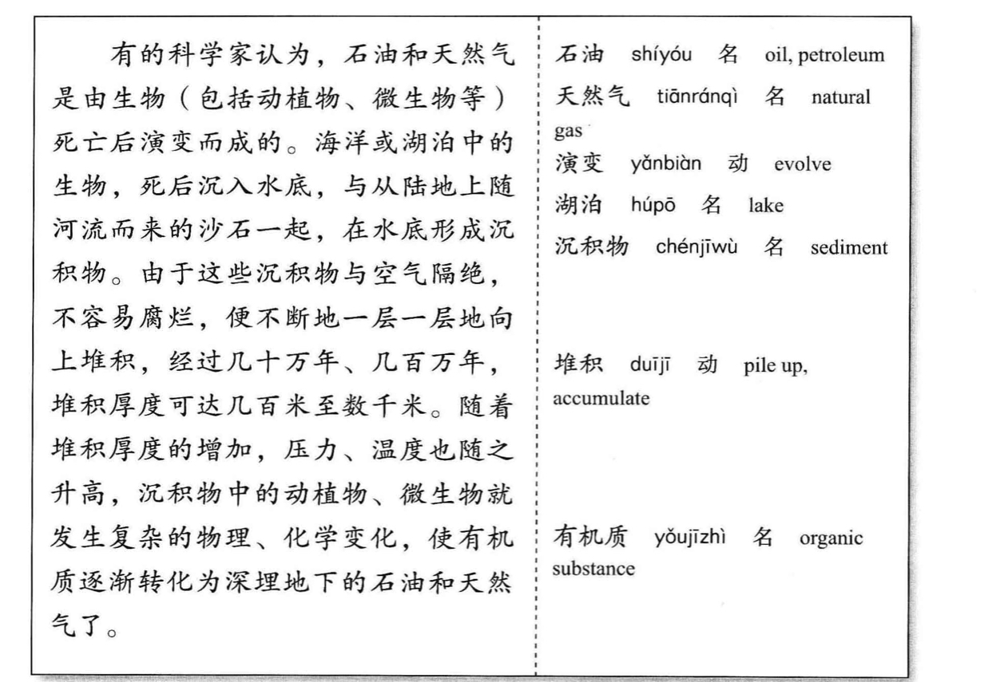 有的科学家认为，石油和天然气
是由生物（包括动植物、微生物等）
死亡后演变而成的。海洋或湖泊中的
生物，死后沉入水底，与从陆地上随
河流而来的沙石一起，在水底形成沉
积物。由于这些沉积物与空气隔绝，
不容易腐烂，便不断地一层一层地向
上堆积，经过几十万年、几百万年，
堆积厚度可达几百米至数千米。随着
堆积厚度的增加，压力、温度也随之
升高，沉积物中的动植物、微生物就
发生复杂的物理、化学变化，使有机
质逐渐转化为深埋地下的石油和天然
气了。
石油 shíyóu 名 oil, petroleum
天然气 tiānránqì 名 natural
gas
演变 yǎnbiàn 动 evolve
湖泊 húpō 名 lake
沉积物 chénjīwù 名 sediment
堆积 duījī 动 pile up,
accumulate
有机质 yǒujīzhì 名 organic
substance